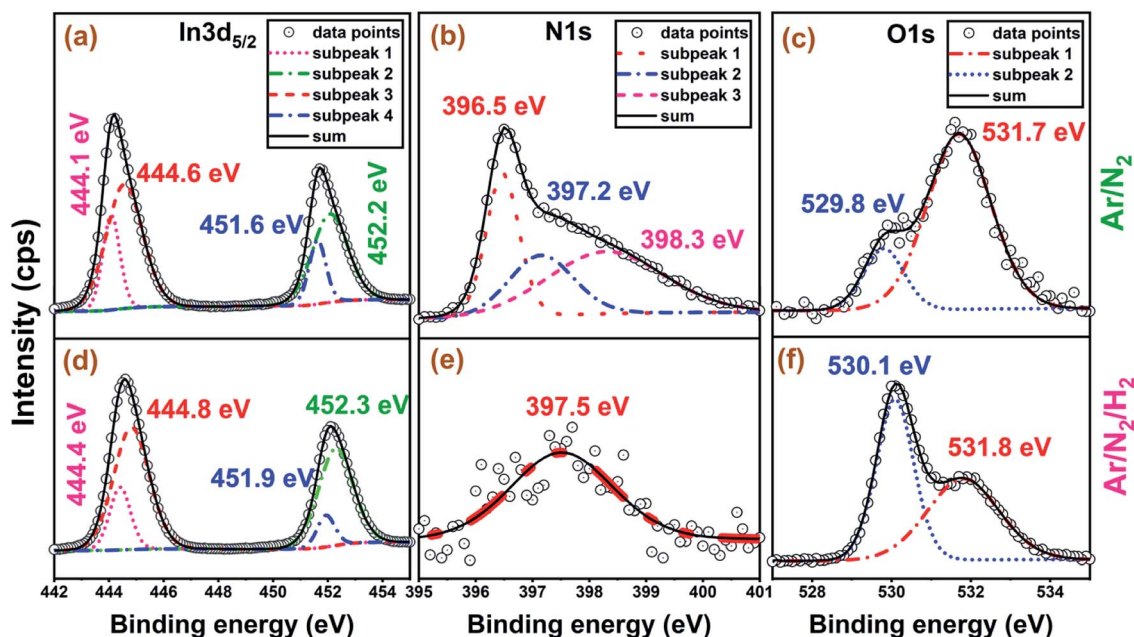 Intensity (cps)
(a)
In3d5/2
data points
subpeak 1
subpeak 2
subpeak 3
subpeak 4
sum
444.1 eV
444.6 eV
451.6 eV
452.2 eV
(b)
N1s
data points
subpeak 1
subpeak 2
subpeak 3
sum
396.5 eV
397.2 eV
398.3 eV
(c)
O1s
data points
subpeak 1
subpeak 2
sum
531.7 eV
529.8 eV
Ar/N2
(d)
444.4 eV
444.8 eV
451.9 eV
452.3 eV
(e)
397.5 eV
(f)
530.1 eV
531.8 eV
Ar/N2/H2
442 444 446 448 450 452 454
395 396 397 398 399 400 401
528 530 532 534
Binding energy (eV)
Binding energy (eV)
Binding energy (eV)